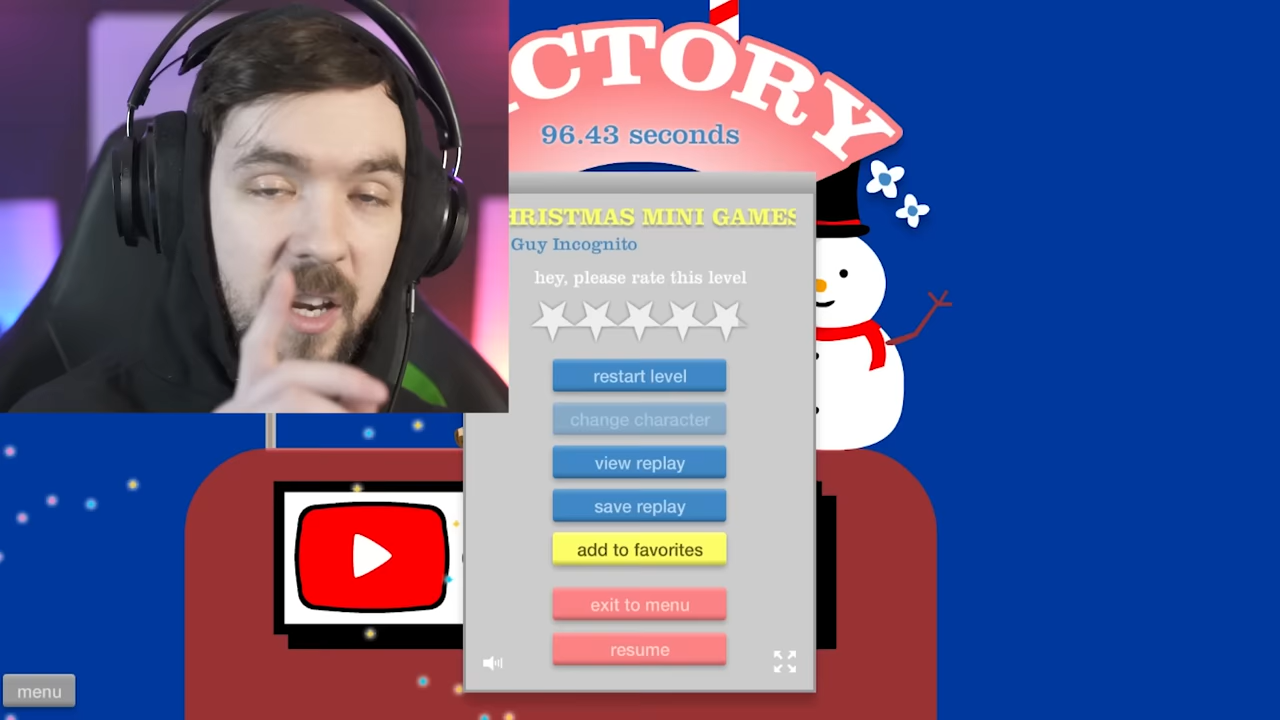 ICTORY
96.43 seconds
HRISTMAS MINI GAMES
Guy Incognito
hey, please rate this level
restart level
change character
view replay
save replay
add to favorites
exit to menu
resume
menu